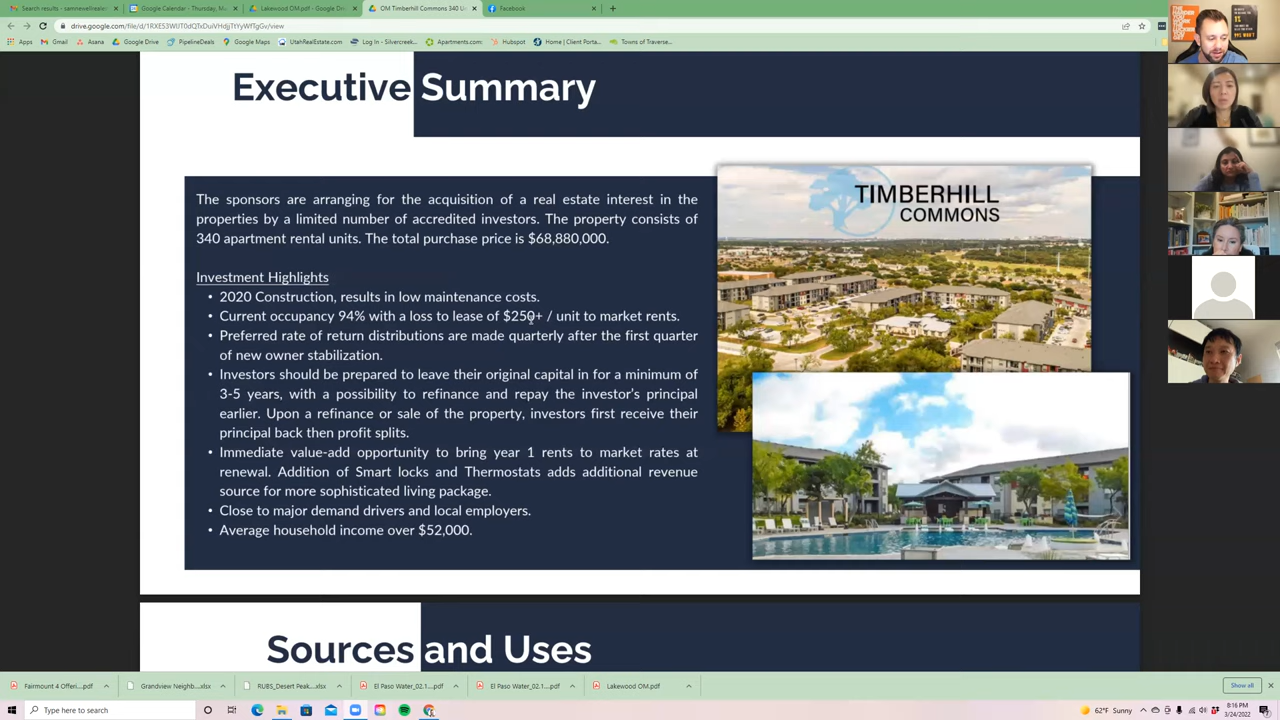 Search results - samnewellrealest
Google Calendar - Thursday, M
Lakewood OM.pdf - Google Dri
OM Timberhill Commons 340 U
Facebook
drive.google.com/file/d/
/view
Apps
Gmail
Asana
Google Drive
PipelineDeals
Google Maps
UtahRealEstate.com
Log In - Silvercreek...
Apartments.com:
Hubspot
Home | Client Porta...
Towns of Traverse...
Executive Summary
The sponsors are arranging for the acquisition of a real estate interest in the
properties by a limited number of accredited investors. The property consists of
340 apartment rental units. The total purchase price is $68,880,000.
Investment Highlights
• 2020 Construction, results in low maintenance costs.
• Current occupancy 94% with a loss to lease of $250+ / unit to market rents.
• Preferred rate of return distributions are made quarterly after the first quarter
of new owner stabilization.
• Investors should be prepared to leave their original capital in for a minimum of
3-5 years, with a possibility to refinance and repay the investor's principal
earlier. Upon a refinance or sale of the property, investors first receive their
principal back then profit splits.
• Immediate value-add opportunity to bring year 1 rents to market rates at
renewal. Addition of Smart locks and Thermostats adds additional revenue
source for more sophisticated living package.
• Close to major demand drivers and local employers.
• Average household income over $52,000.
TIMBERHILL
COMMONS
Sources and Uses
Fairmount 4 Offeri....pdf
Grandview Neighb....xlsx
RUBS_Desert Peak....xlsx
El Paso Water_02.1....pdf
El Paso Water_02.1....pdf
Lakewood OM.pdf
Show all
Type here to search
62°F Sunny
8:16 PM
3/24/2022